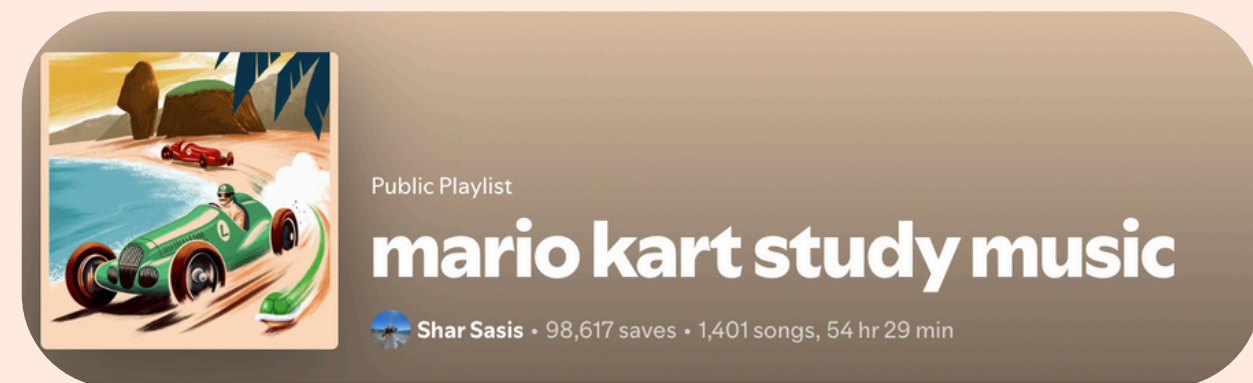 Public Playlist
mario kart study music
Shar Sasis • 98,617 saves • 1,401 songs, 54 hr 29 min
L